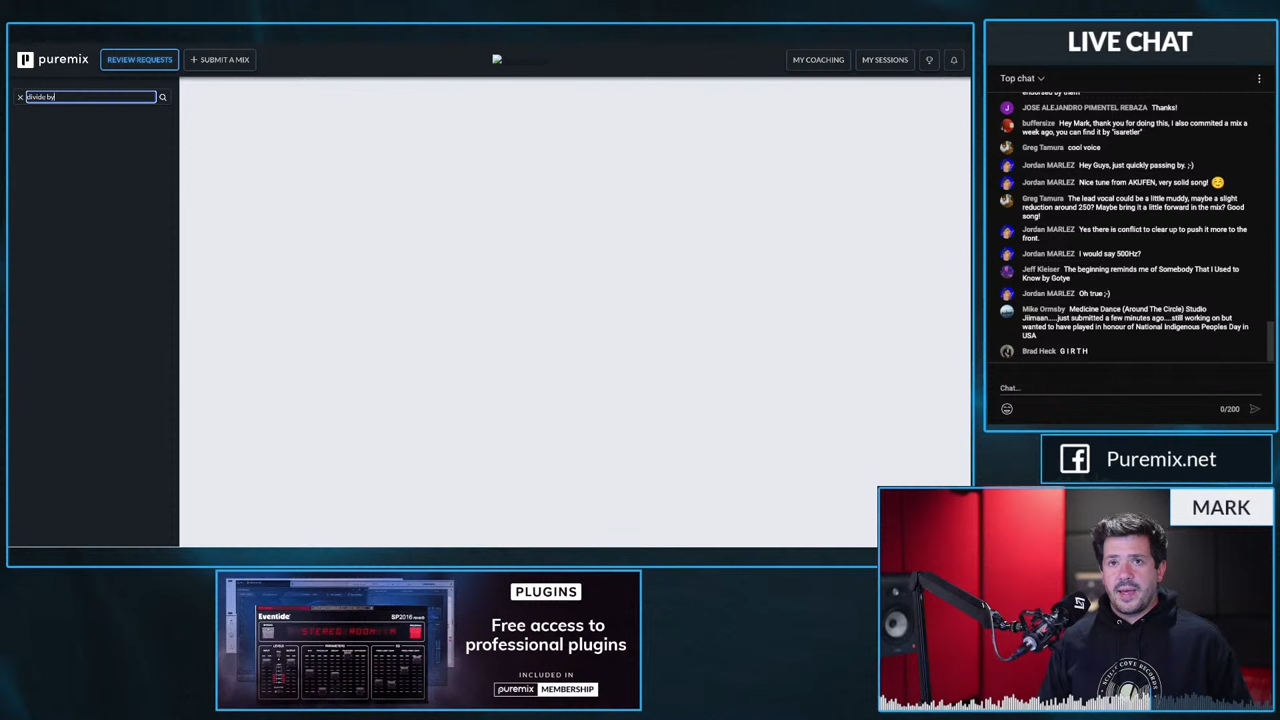 puremix
REVIEW REQUESTS
+ SUBMIT A MIX
MY COACHING
MY SESSIONS
divide by
LIVE CHAT
Top chat
endorsed by them
JOSE ALEJANDRO PIMENTEL REBAZA Thanks!
buffersize Hey Mark, thank you for doing this, I also commited a mix a
week ago, you can find it by "isaretler"
Greg Tamura cool voice
Jordan MARLEZ Hey Guys, just quickly passing by. ;-)
Jordan MARLEZ Nice tune from AKUFEN, very solid song!
Greg Tamura The lead vocal could be a little muddy, maybe a slight
reduction around 250? Maybe bring it a little forward in the mix? Good
song!
Jordan MARLEZ Yes there is conflict to clear up to push it more to the
front.
Jordan MARLEZ I would say 500Hz?
Jeff Kleiser The beginning reminds me of Somebody That I Used to
Know by Gotye
Jordan MARLEZ Oh true ;-)
Mike Ormsby Medicine Dance (Around The Circle) Studio
Jiimaan.....just submitted a few minutes ago....still working on but
wanted to have played in honour of National Indigenous Peoples Day in
USA
Brad Heck G I R T H
Chat...
0/200
Puremix.net
MARK
Eventide
SP2016 reverb
STEREO ROOM
PLUGINS
Free access to
professional plugins
INCLUDED IN
puremix MEMBERSHIP
COVE RECORDS